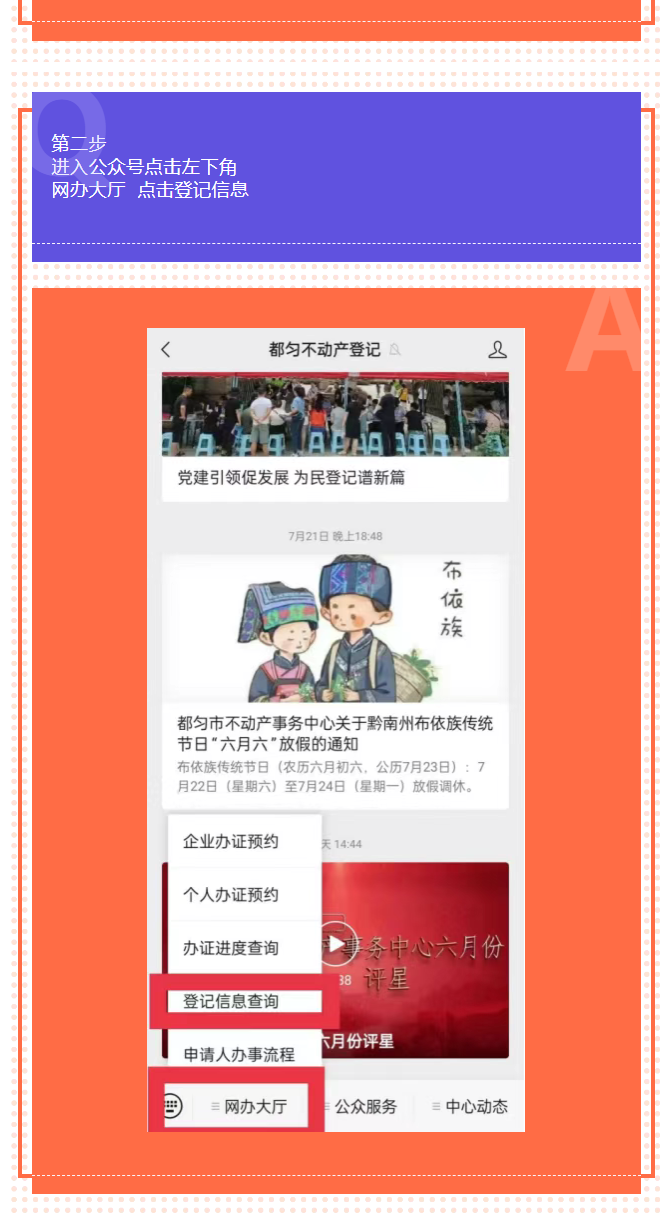 Q
第二步
进入公众号点击左下角
网办大厅 点击登记信息
A
都匀不动产登记
党建引领促发展 为民登记谱新篇
7月21日 晚上18:48
布依族
都匀市不动产事务中心关于黔南州布依族传统
节日“六月六”放假的通知
布依族传统节日（农历六月初六，公历7月23日）：7
月22日（星期六）至7月24日（星期一）放假调休。
天 14:44
企业办证预约
个人办证预约
办证进度查询
事务中心六月份
评星
38
登记信息查询
六月份评星
申请人办事流程
网办大厅
公众服务
中心动态